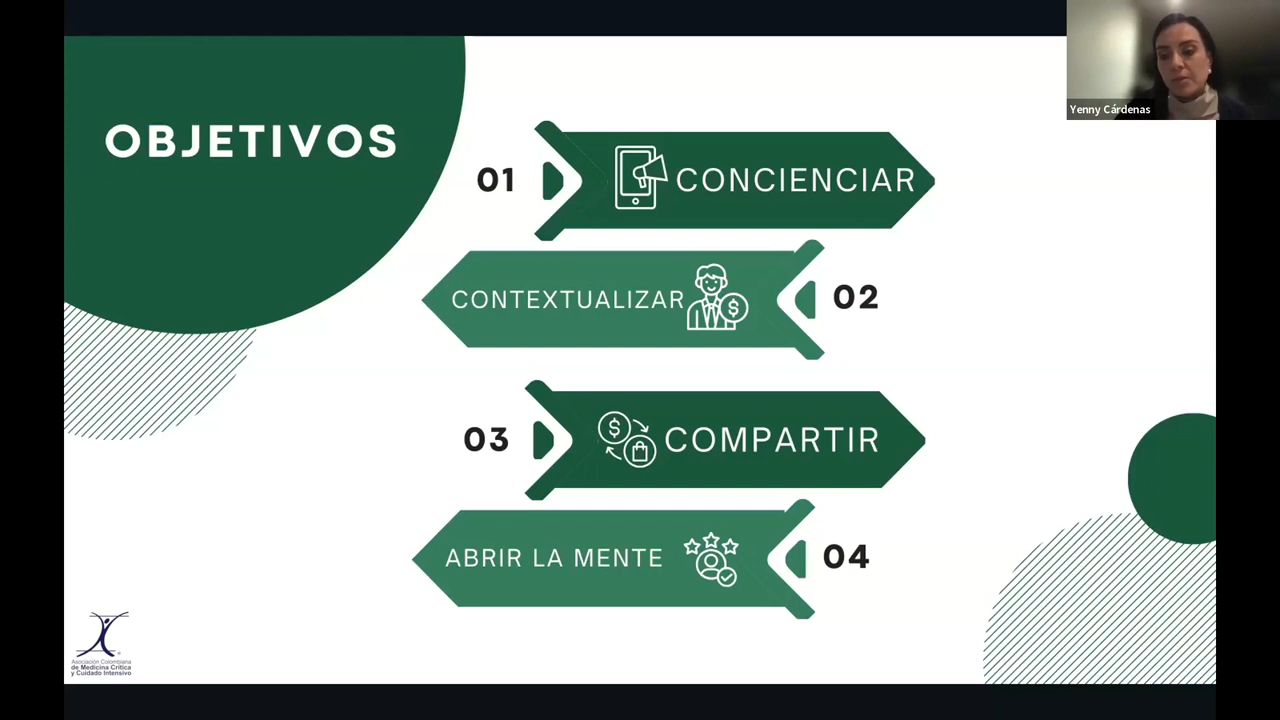 Yenny Cárdenas
OBJETIVOS
01
CONCIENCIAR
CONTEXTUALIZAR
$
02
03
$
COMPARTIR
ABRIR LA MENTE
04
Asociación Colombiana
de Medicina Crítica
y Cuidado Intensivo